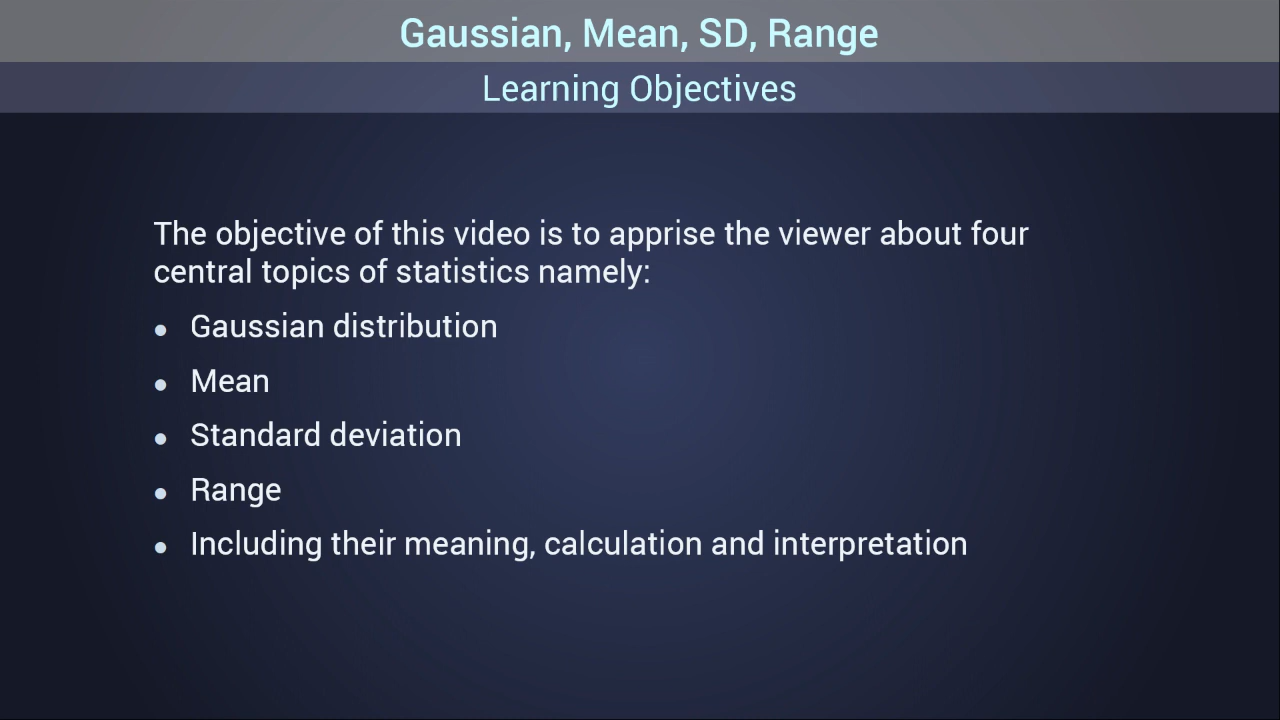 Gaussian, Mean, SD, Range
Learning Objectives
The objective of this video is to apprise the viewer about four
central topics of statistics namely:
● Gaussian distribution
● Mean
● Standard deviation
● Range
● Including their meaning, calculation and interpretation